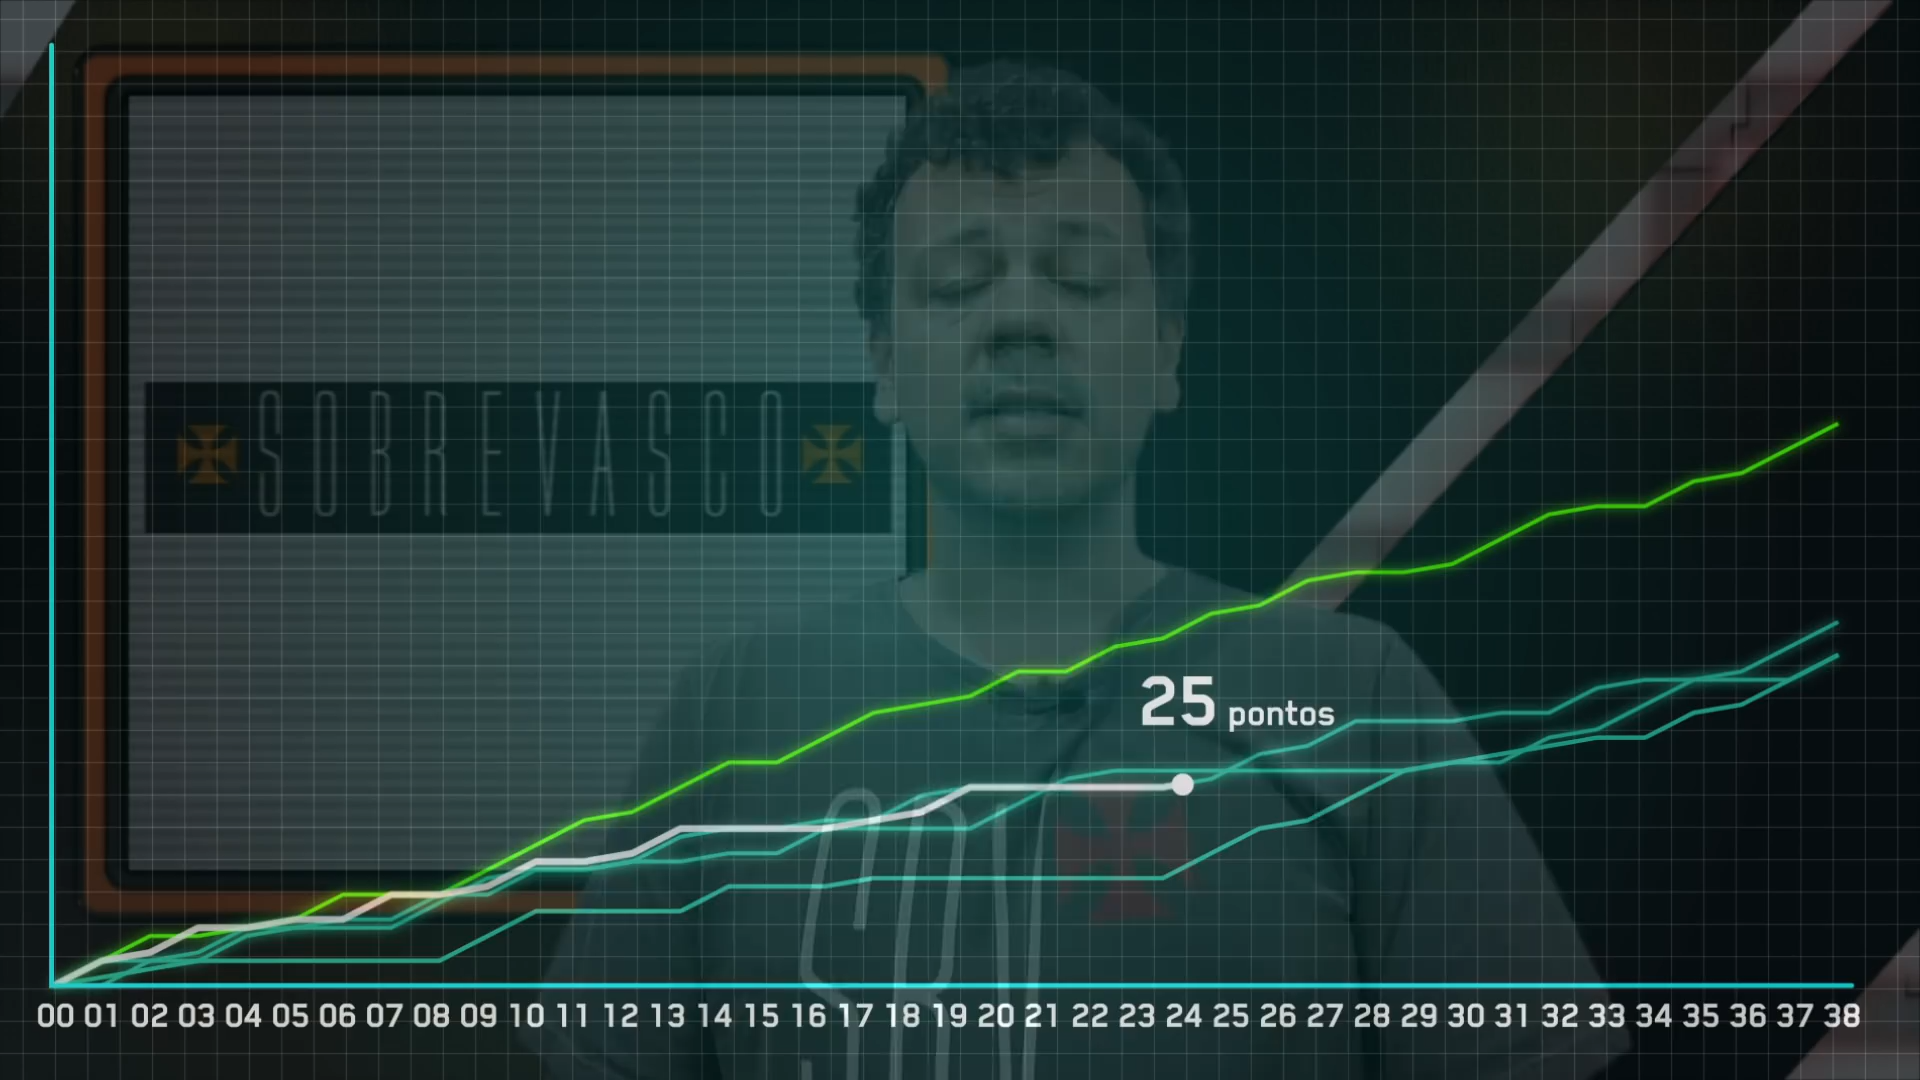 SOBREVASCO
25 pontos
00 01 02 03 04 05 06 07 08 09 10 11 12 13 14 15 16 17 18 19 20 21 22 23 24 25 26 27 28 29 30 31 32 33 34 35 36 37 38